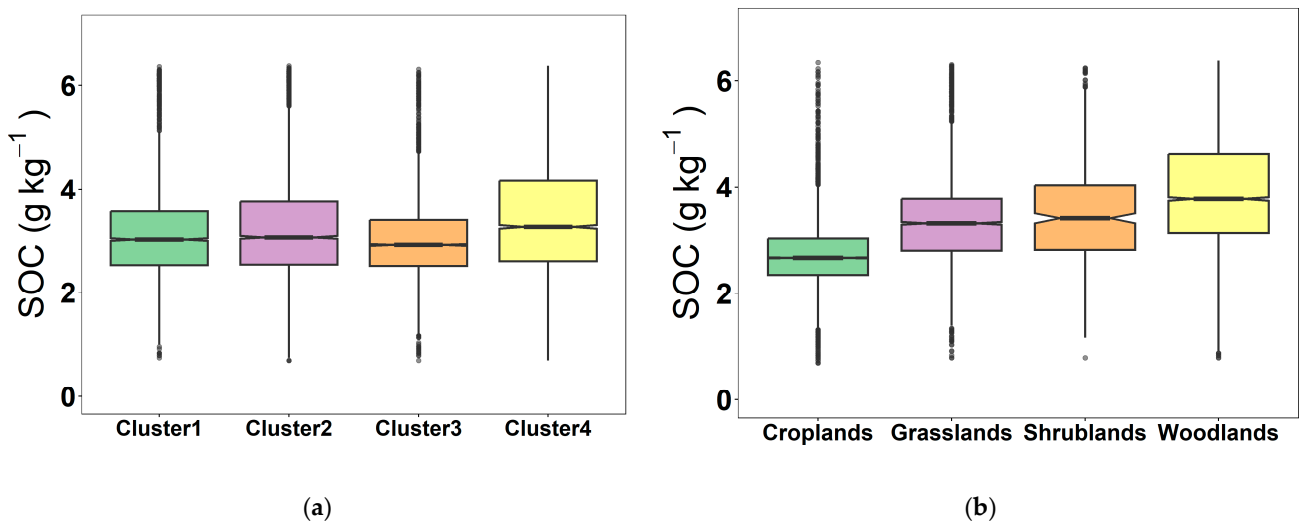 SOC (g kg⁻¹ )
6
4
2
0
Cluster1 Cluster2 Cluster3 Cluster4
(a)
SOC (g kg⁻¹ )
6
4
2
0
Croplands Grasslands Shrublands Woodlands
(b)